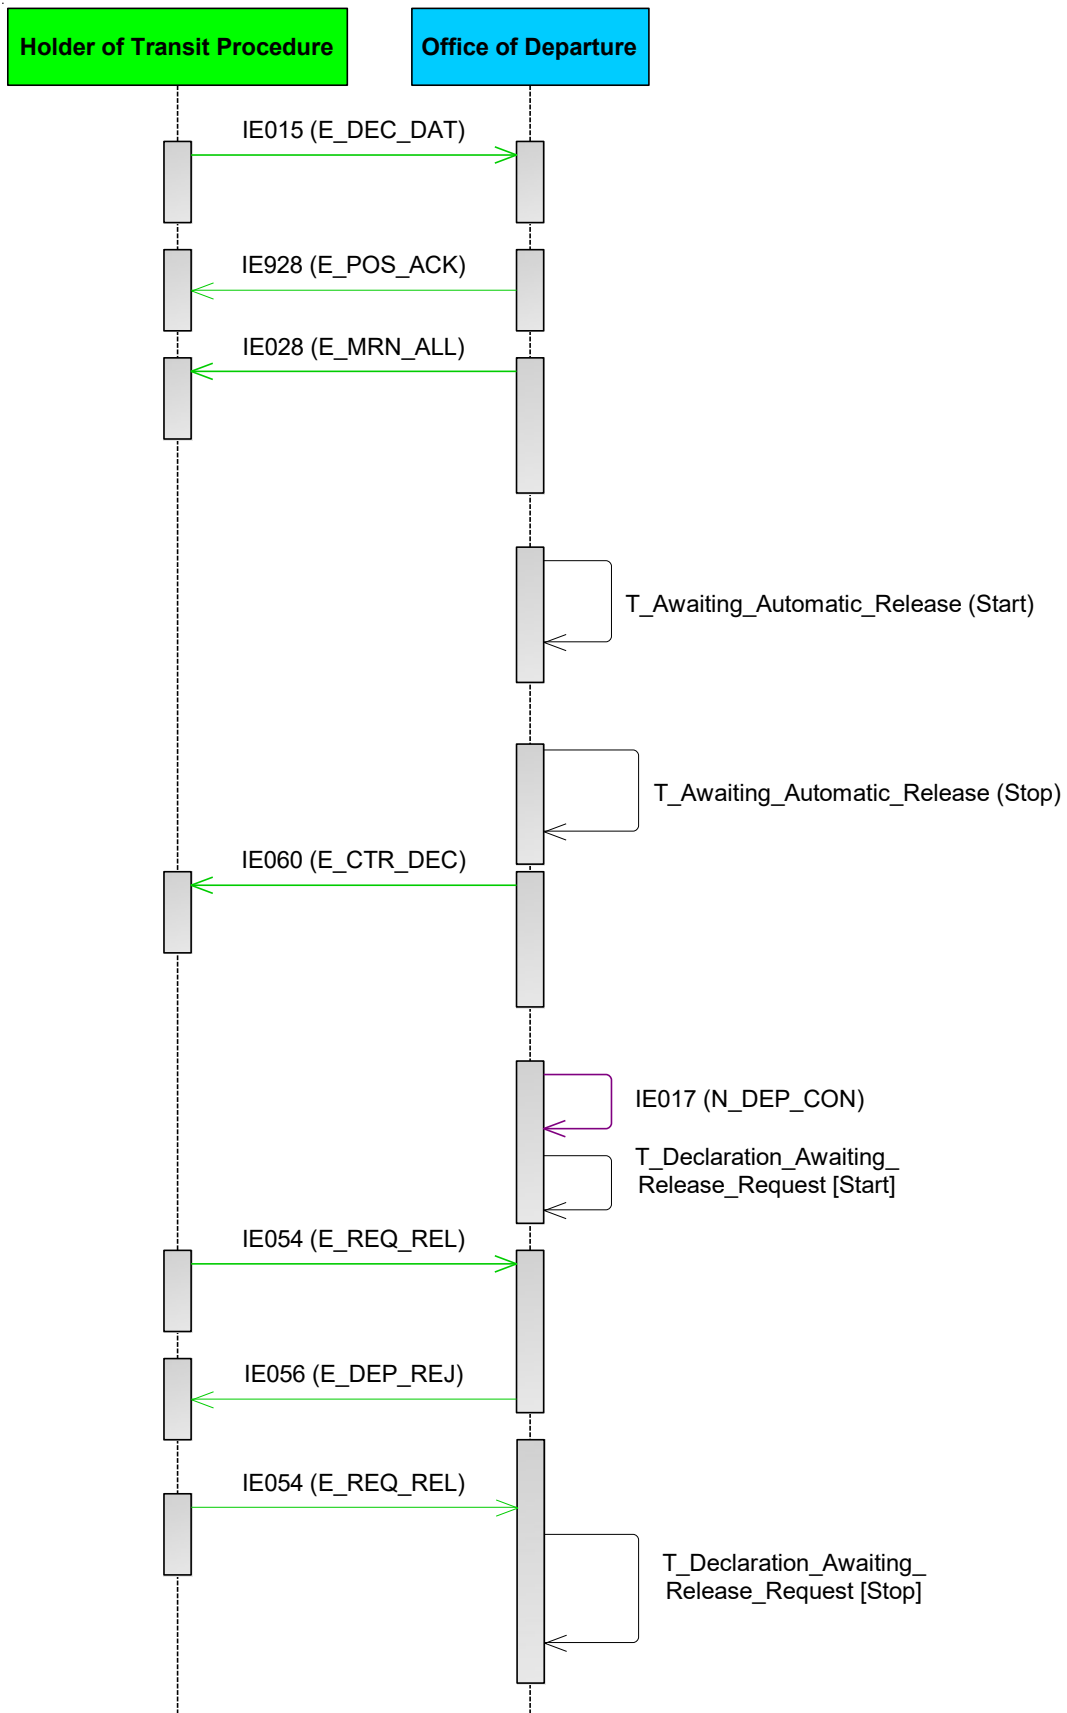 Holder of Transit Procedure
Office of Departure
IE015 (E_DEC_DAT)
IE928 (E_POS_ACK)
IE028 (E_MRN_ALL)
T_Awaiting_Automatic_Release (Start)
T_Awaiting_Automatic_Release (Stop)
IE060 (E_CTR_DEC)
IE017 (N_DEP_CON)
T_Declaration_Awaiting_
Release_Request [Start]
IE054 (E_REQ_REL)
IE056 (E_DEP_REJ)
IE054 (E_REQ_REL)
T_Declaration_Awaiting_
Release_Request [Stop]